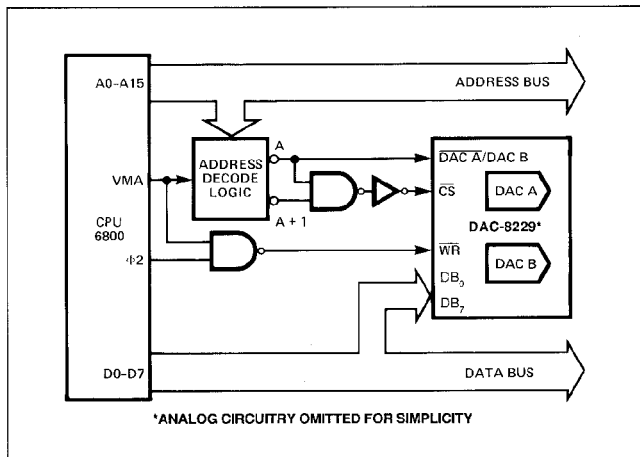 A0–A15
ADDRESS BUS
A
VMA
ADDRESS
DECODE
LOGIC
DAC A/DAC B
CS
DAC A
A + 1
CPU
6800
DAC-8229*
Φ2
WR
DAC B
DB0
DB7
D0–D7
DATA BUS
*ANALOG CIRCUITRY OMITTED FOR SIMPLICITY